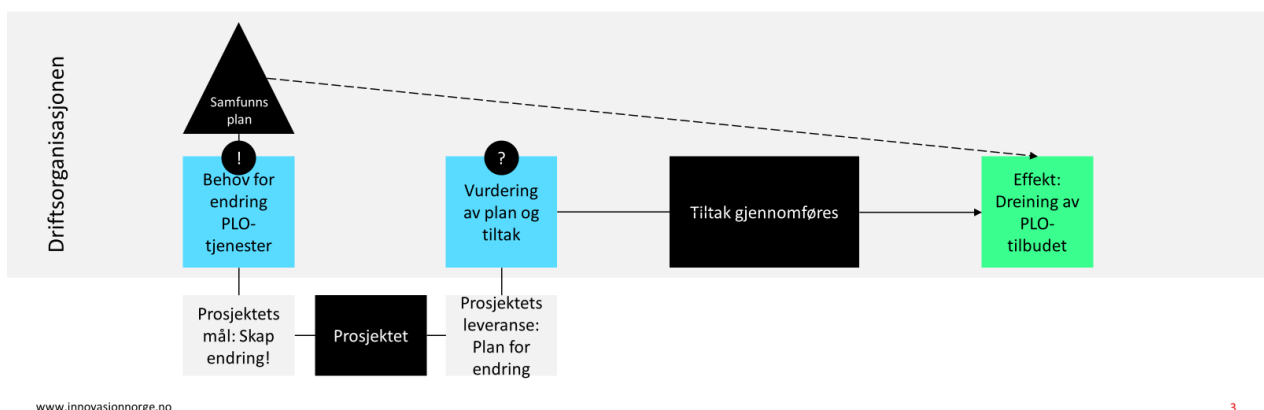 Driftsorganisasjonen
Samfunns
plan
!
Behov for
endring
PLO-
tjenester
?
Vurdering
av plan og
tiltak
Tiltak gjennomføres
Effekt:
Dreining av
PLO-
tilbudet
Prosjektets
mål: Skap
endring!
Prosjektet
Prosjektets
leveranse:
Plan for
endring
www.innovasjonnorge.no
3